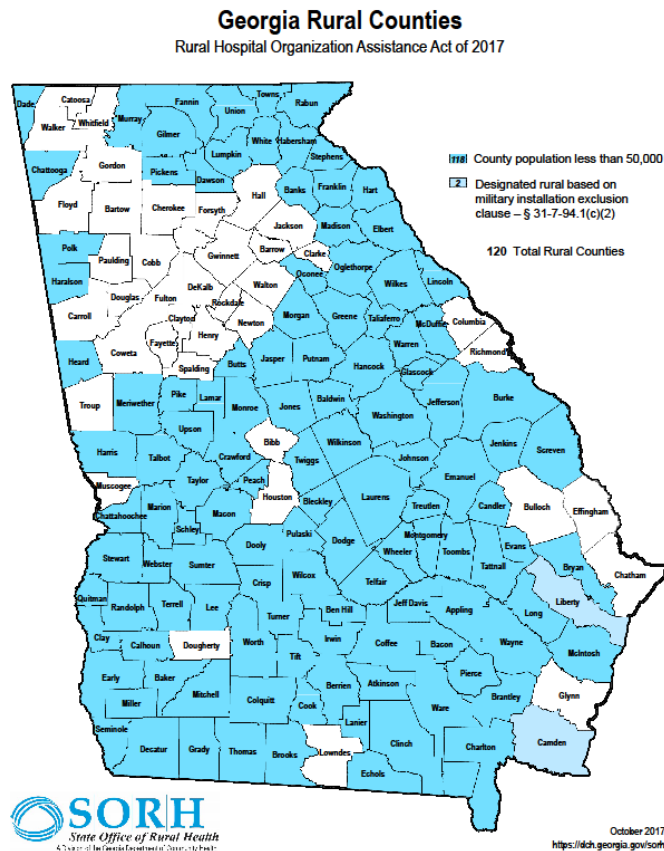 Georgia Rural Counties
Rural Hospital Organization Assistance Act of 2017
118 County population less than 50,000
2 Designated rural based on
military installation exclusion
clause – § 31-7-94.1(c)(2)
120 Total Rural Counties
Dade
Catoosa
Walker
Whitfield
Murray
Fannin
Gilmer
Union
Towns
Rabun
White
Habersham
Lumpkin
Stephens
Chattooga
Gordon
Pickens
Dawson
Hall
Banks
Franklin
Hart
Floyd
Bartow
Cherokee
Forsyth
Jackson
Madison
Elbert
Polk
Paulding
Cobb
Gwinnett
Barrow
Clarke
Oconee
Oglethorpe
Haralson
Douglas
Fulton
DeKalb
Rockdale
Walton
Wilkes
Lincoln
Carroll
Clayton
Fayette
Henry
Newton
Morgan
Greene
Taliaferro
McDuffie
Columbia
Richmond
Heard
Coweta
Spalding
Butts
Jasper
Putnam
Hancock
Warren
Glascock
Troup
Meriwether
Pike
Lamar
Monroe
Jones
Baldwin
Washington
Jefferson
Burke
Upson
Harris
Talbot
Crawford
Bibb
Twiggs
Wilkinson
Johnson
Jenkins
Screven
Muscogee
Taylor
Peach
Houston
Bleckley
Laurens
Emanuel
Candler
Bulloch
Effingham
Chattahoochee
Marion
Schley
Macon
Pulaski
Dodge
Treutlen
Montgomery
Wheeler
Toombs
Tattnall
Evans
Bryan
Chatham
Stewart
Webster
Sumter
Dooly
Crisp
Wilcox
Telfair
Liberty
Long
Quitman
Randolph
Terrell
Lee
Turner
Ben Hill
Jeff Davis
Appling
Wayne
McIntosh
Clay
Calhoun
Dougherty
Worth
Tift
Irwin
Coffee
Bacon
Pierce
Early
Baker
Mitchell
Miller
Colquitt
Cook
Berrien
Atkinson
Ware
Brantley
Glynn
Seminole
Decatur
Grady
Thomas
Brooks
Lowndes
Lanier
Echols
Clinch
Charlton
Camden
SORH
State Office of Rural Health
A Division of the Georgia Department of Community Health
October 2017
https://dch.georgia.gov/sorh